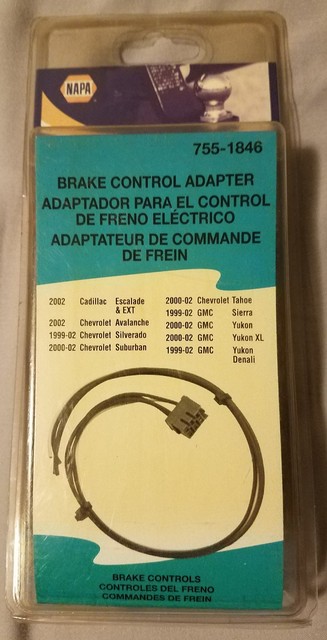 NAPA
755-1846
BRAKE CONTROL ADAPTER
ADAPTADOR PARA EL CONTROL
DE FRENO ELÉCTRICO
ADAPTATEUR DE COMMANDE
DE FREIN
2002 Cadillac Escalade
& EXT
2002 Chevrolet Avalanche
1999-02 Chevrolet Silverado
2000-02 Chevrolet Suburban
2000-02 Chevrolet Tahoe
1999-02 GMC Sierra
2000-02 GMC Yukon
2000-02 GMC Yukon XL
1999-02 GMC Yukon
Denali
BRAKE CONTROLS
CONTROLES DEL FRENO
COMMANDES DE FREIN